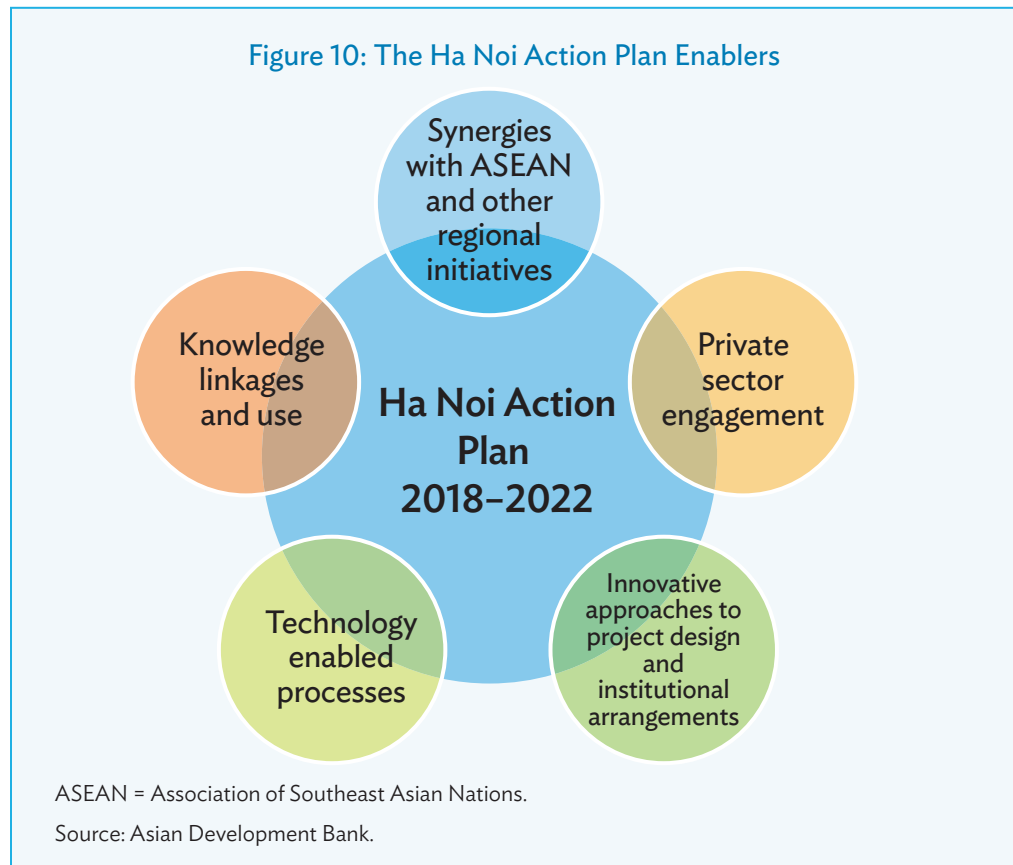 Figure 10: The Ha Noi Action Plan Enablers
Synergies
with ASEAN
and other
regional
initiatives
Knowledge
linkages
and use
Private
sector
engagement
Ha Noi Action
Plan
2018–2022
Technology
enabled
processes
Innovative
approaches to
project design
and
institutional
arrangements
ASEAN = Association of Southeast Asian Nations.
Source: Asian Development Bank.